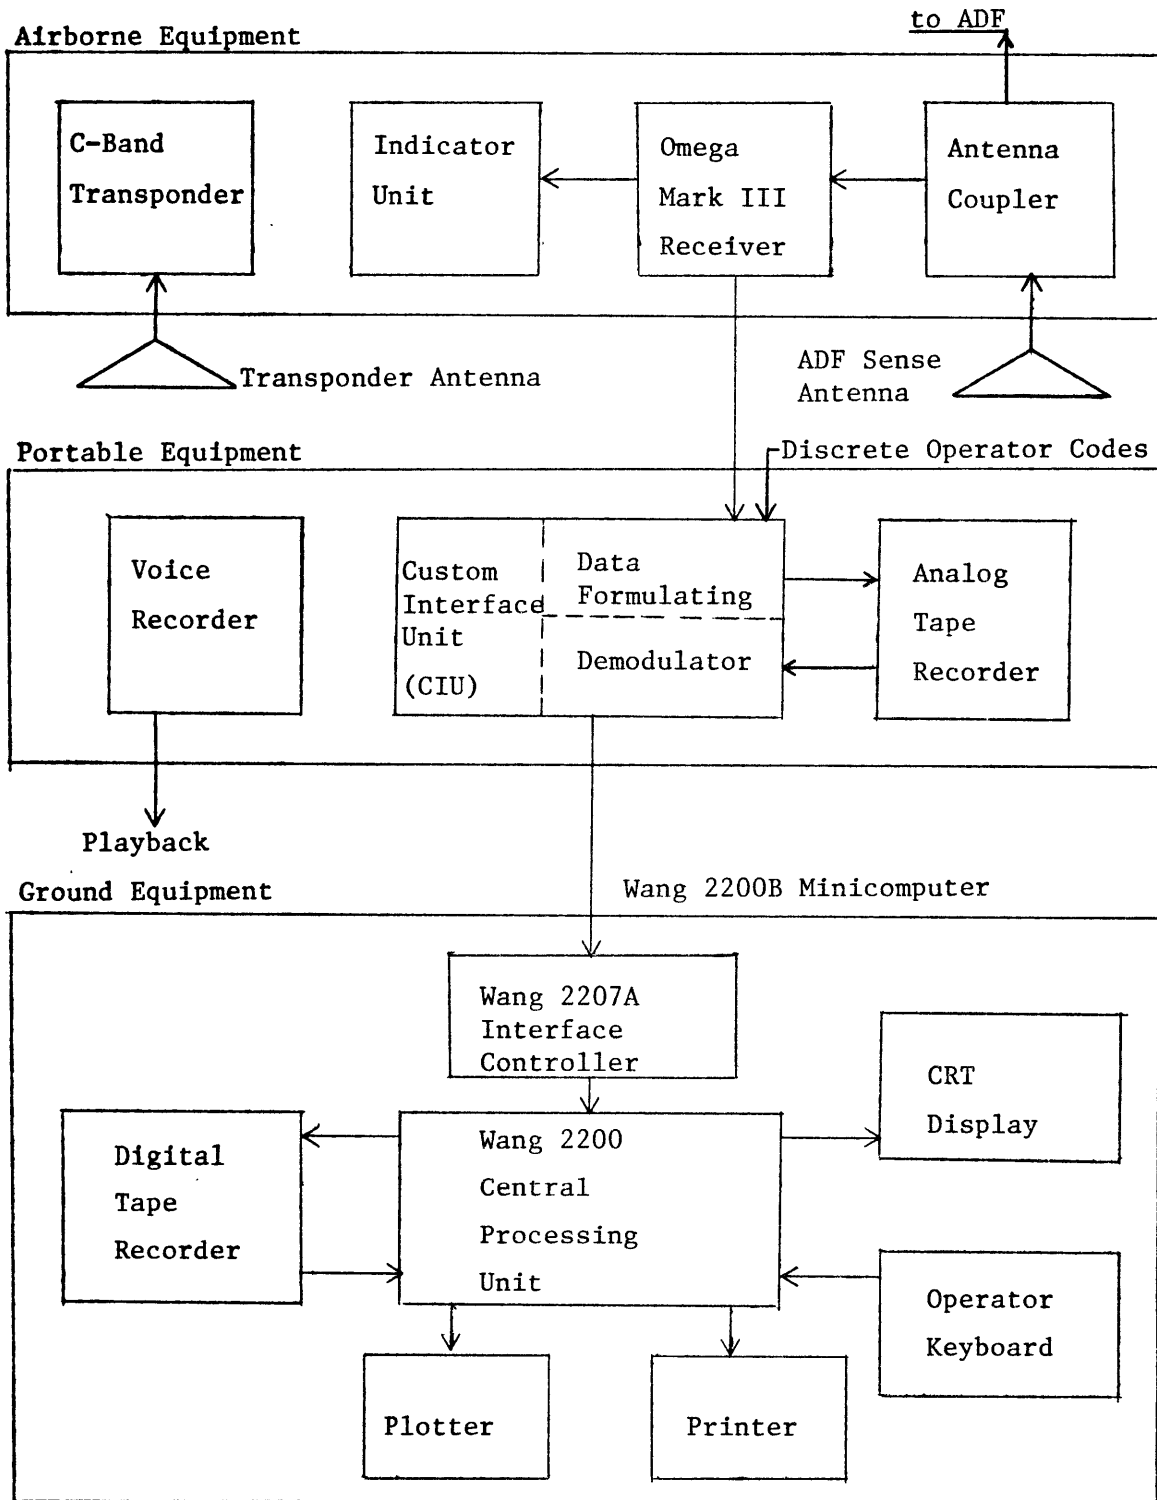 to ADF
Airborne Equipment
C-Band
Transponder
Indicator
Unit
Omega
Mark III
Receiver
Antenna
Coupler
Transponder Antenna
ADF Sense
Antenna
Portable Equipment
Discrete Operator Codes
Voice
Recorder
Custom
Interface
Unit
(CIU)
Data
Formulating
Demodulator
Analog
Tape
Recorder
Playback
Ground Equipment
Wang 2200B Minicomputer
Wang 2207A
Interface
Controller
CRT
Display
Digital
Tape
Recorder
Wang 2200
Central
Processing
Unit
Operator
Keyboard
Plotter
Printer